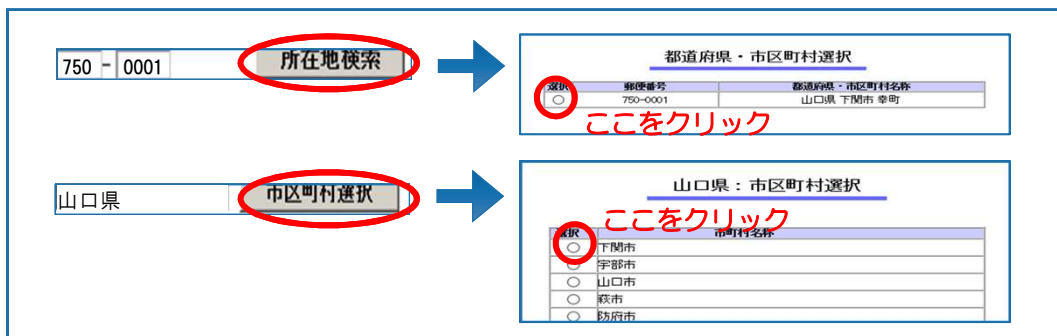 750 - 0001 所在地検索
都道府県・市区町村選択
選択 郵便番号 都道府県・市区町村名称
750-0001 山口県 下関市 幸町
ここをクリック
山口県 市区町村選択
山口県：市区町村選択
ここをクリック
選択 市町村名称
下関市
宇部市
山口市
萩市
防府市